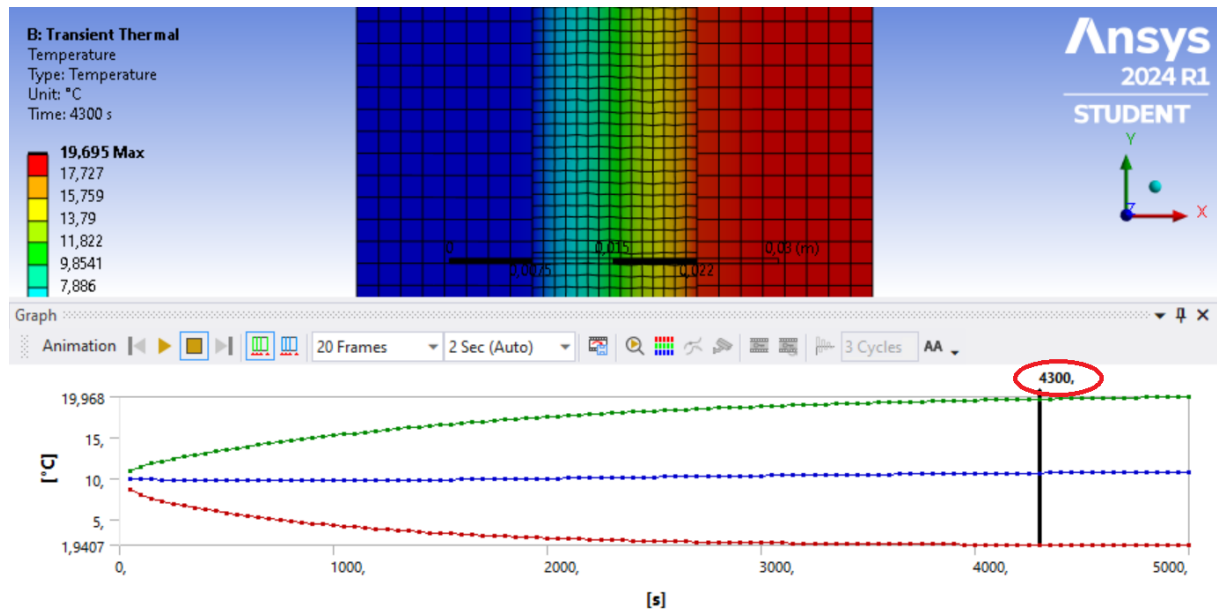 B: Transient Thermal
Temperature
Type: Temperature
Unit: °C
Time: 4300 s
19,695 Max
17,727
15,759
13,79
11,822
9,8541
7,886
Ansys
2024 R1
STUDENT
Y
Z
X
0
0,015
0,03 (m)
0,0075
0,022
Graph
Animation
20 Frames
2 Sec (Auto)
3 Cycles
AA
4300,
19,968
15,
10,
5,
1,9407
[°C]
0,
1000,
2000,
3000,
4000,
5000,
[s]